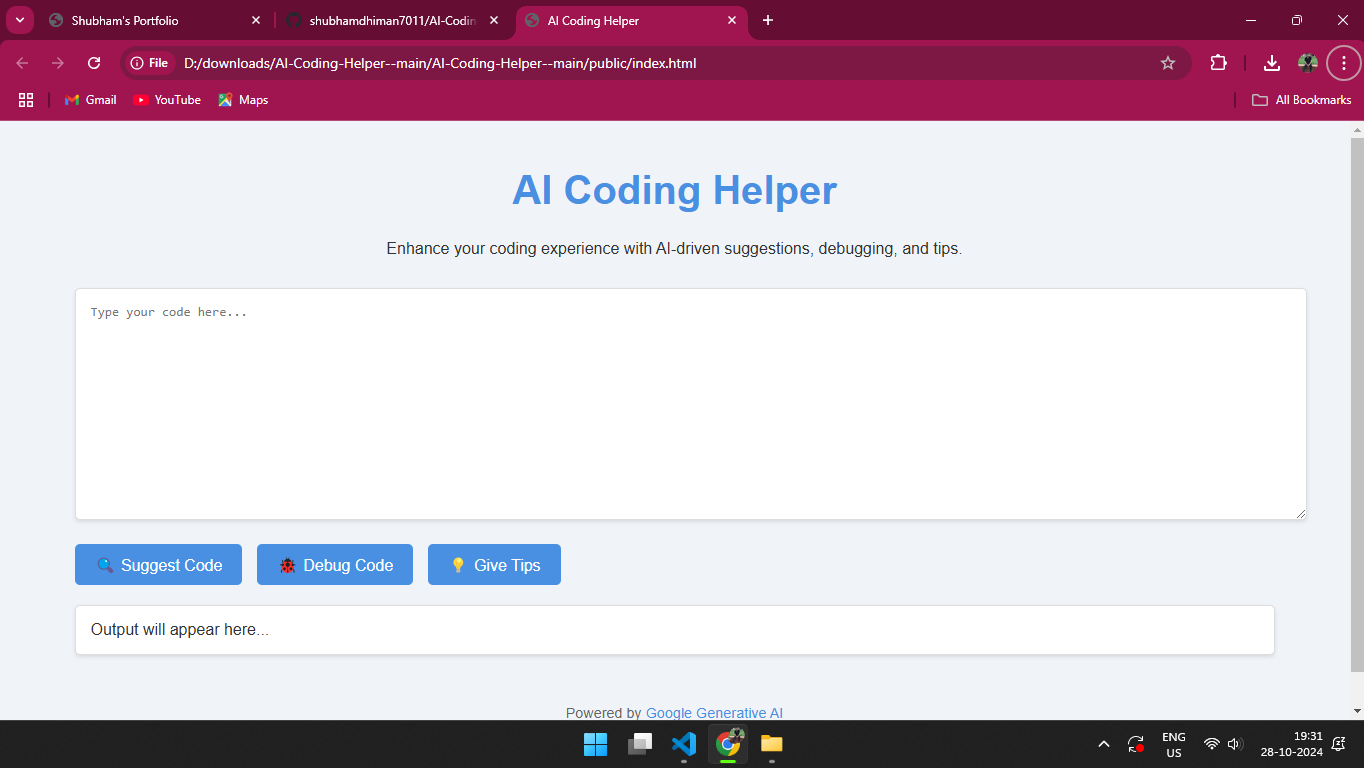 Shubham's Portfolio
shubhamdhiman7011/AI-Codin
AI Coding Helper
File
D:/downloads/AI-Coding-Helper--main/AI-Coding-Helper--main/public/index.html
Gmail
YouTube
Maps
All Bookmarks
AI Coding Helper
Enhance your coding experience with AI-driven suggestions, debugging, and tips.
Type your code here...
Suggest Code
Debug Code
Give Tips
Output will appear here...
Powered by Google Generative AI
ENG
US
19:31
28-10-2024